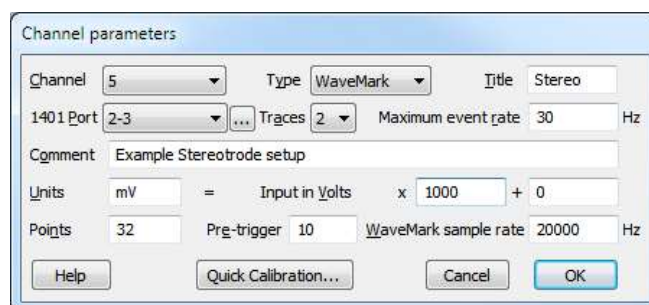 Channel parameters
Channel 5 Type WaveMark Title Stereo
1401 Port 2-3 ... Traces 2 Maximum event rate 30 Hz
Comment Example Stereotrode setup
Units mV = Input in Volts x 1000 + 0
Points 32 Pre-trigger 10 WaveMark sample rate 20000 Hz
Help Quick Calibration... Cancel OK